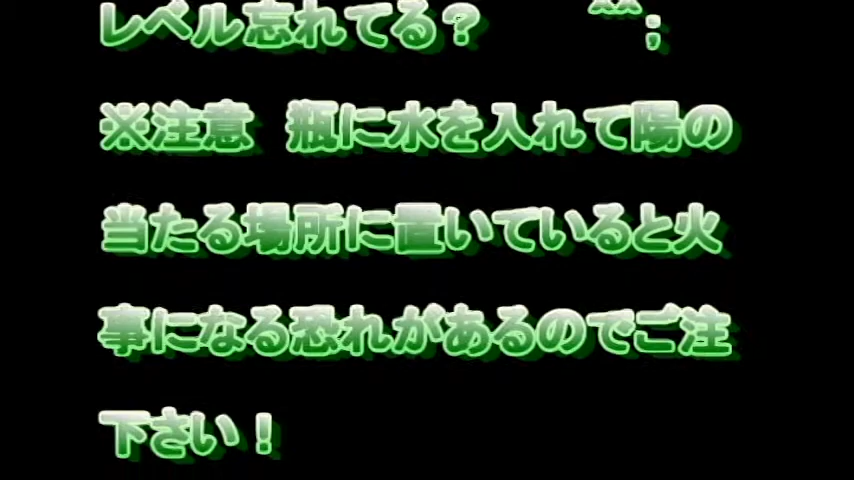 レベル忘れてる？　　^^;
※注意　瓶に水を入れて陽の
当たる場所に置いていると火
事になる恐れがあるのでご注
下さい！